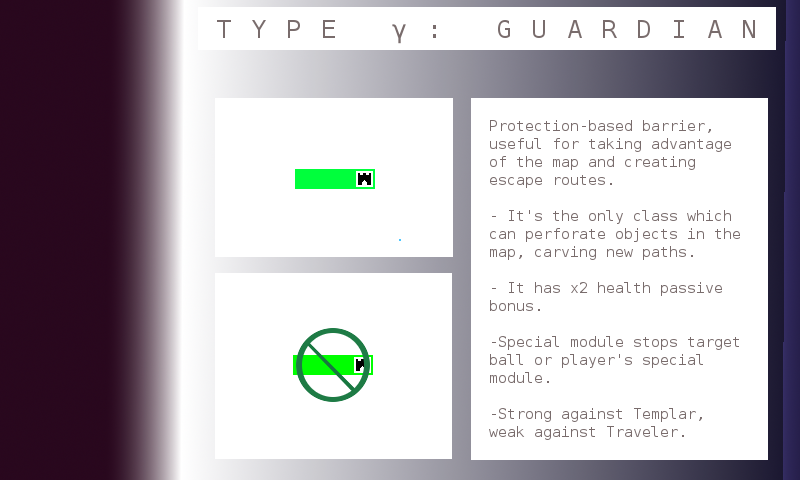 TYPE γ: GUARDIAN
Protection-based barrier,
useful for taking advantage
of the map and creating
escape routes.
- It's the only class which
can perforate objects in the
map, carving new paths.
- It has x2 health passive
bonus.
-Special module stops target
ball or player's special
module.
-Strong against Templar,
weak against Traveler.